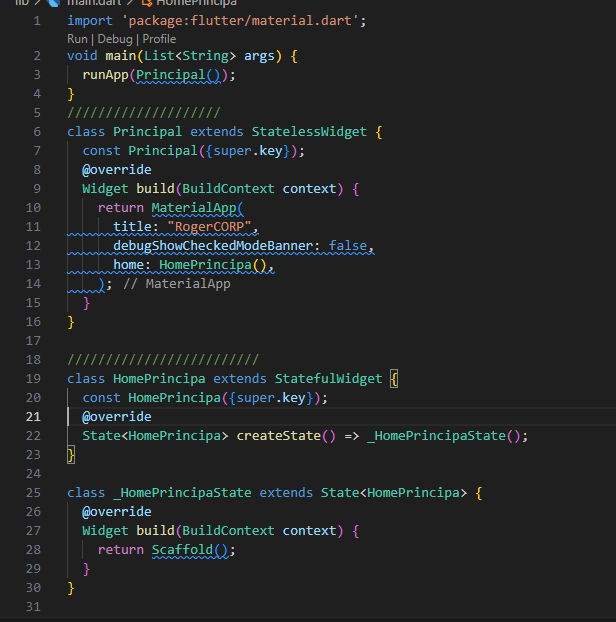 lib > main.dart > HomePrincipa
1 import 'package:flutter/material.dart';
Run | Debug | Profile
2 void main(List<String> args) {
3   runApp(Principal());
4 }
5 ////////////////////
6 class Principal extends StatelessWidget {
7   const Principal({super.key});
8   @override
9   Widget build(BuildContext context) {
10     return MaterialApp(
11       title: "RogerCORP",
12       debugShowCheckedModeBanner: false,
13       home: HomePrincipa(),
14     ); // MaterialApp
15   }
16 }
17
18 /////////////////////////
19 class HomePrincipa extends StatefulWidget {
20   const HomePrincipa({super.key});
21   @override
22   State<HomePrincipa> createState() => _HomePrincipaState();
23 }
24
25 class _HomePrincipaState extends State<HomePrincipa> {
26   @override
27   Widget build(BuildContext context) {
28     return Scaffold();
29   }
30 }
31